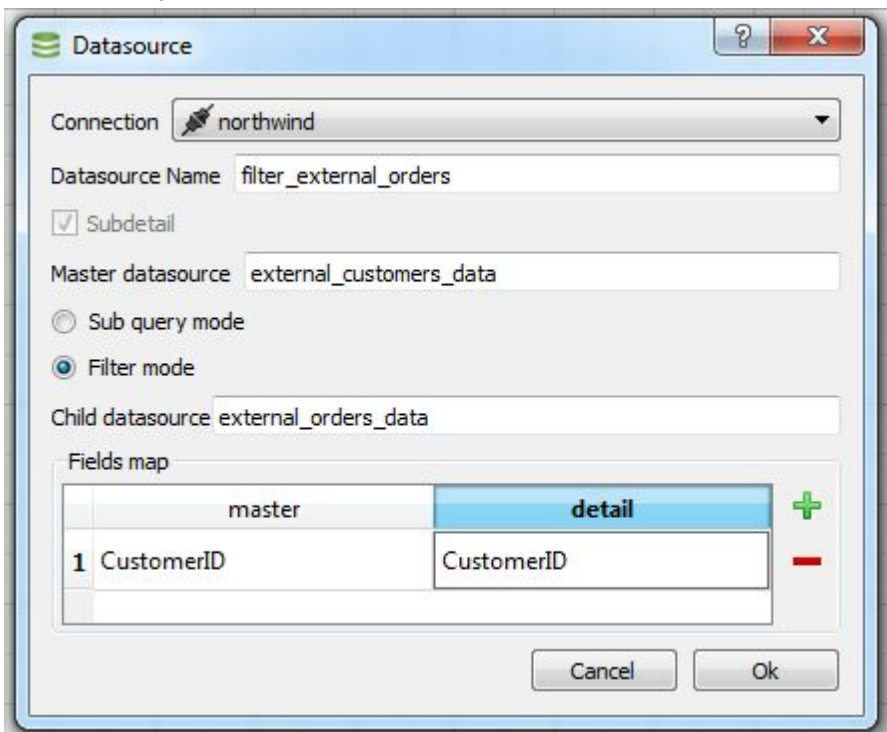 Datasource
Connection northwind
Datasource Name filter_external_orders
Subdetail
Master datasource external_customers_data
Sub query mode
Filter mode
Child datasource external_orders_data
Fields map
master detail
1 CustomerID CustomerID
Cancel Ok